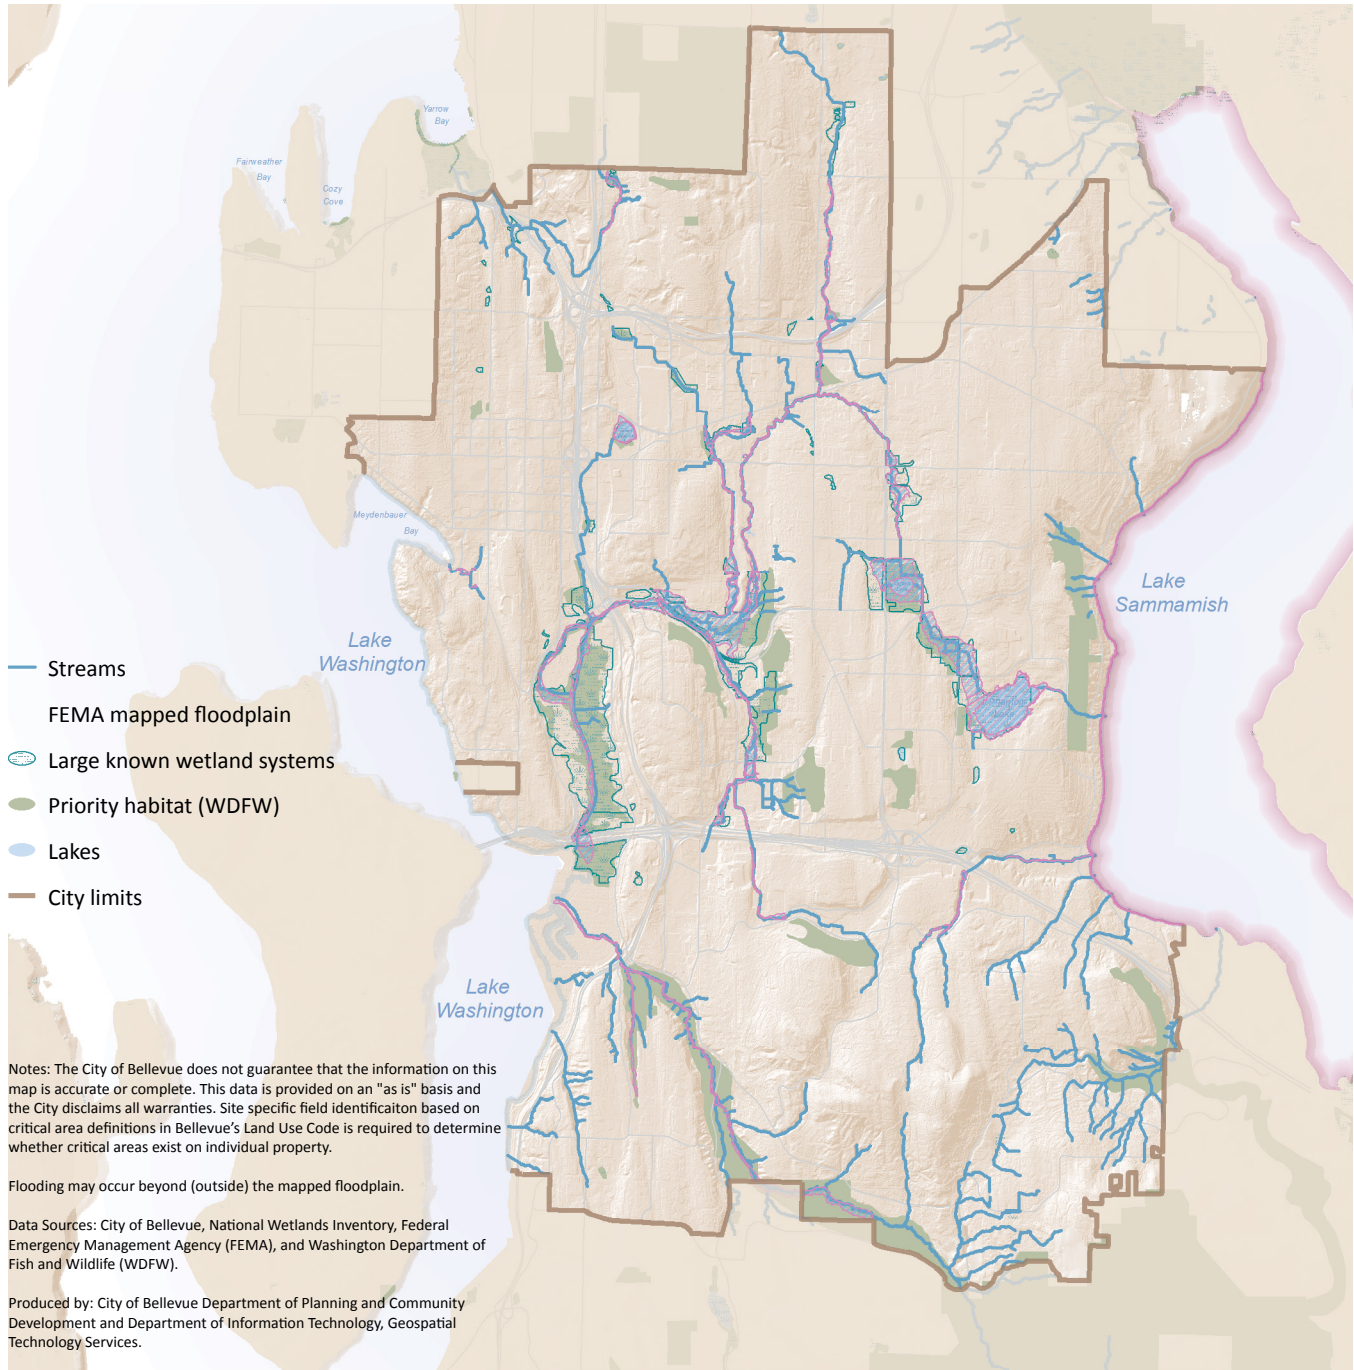 Yarrow
Bay
Fairweather
Bay
Cozy
Cove
Meydenbauer
Bay
Lake
Sammamish
Lake
Washington
Streams
FEMA mapped floodplain
Large known wetland systems
Priority habitat (WDFW)
Lakes
City limits
Lake
Washington
Notes: The City of Bellevue does not guarantee that the information on this
map is accurate or complete. This data is provided on an "as is" basis and
the City disclaims all warranties. Site specific field identificaiton based on
critical area definitions in Bellevue's Land Use Code is required to determine
whether critical areas exist on individual property.
Flooding may occur beyond (outside) the mapped floodplain.
Data Sources: City of Bellevue, National Wetlands Inventory, Federal
Emergency Management Agency (FEMA), and Washington Department of
Fish and Wildlife (WDFW).
Produced by: City of Bellevue Department of Planning and Community
Development and Department of Information Technology, Geospatial
Technology Services.